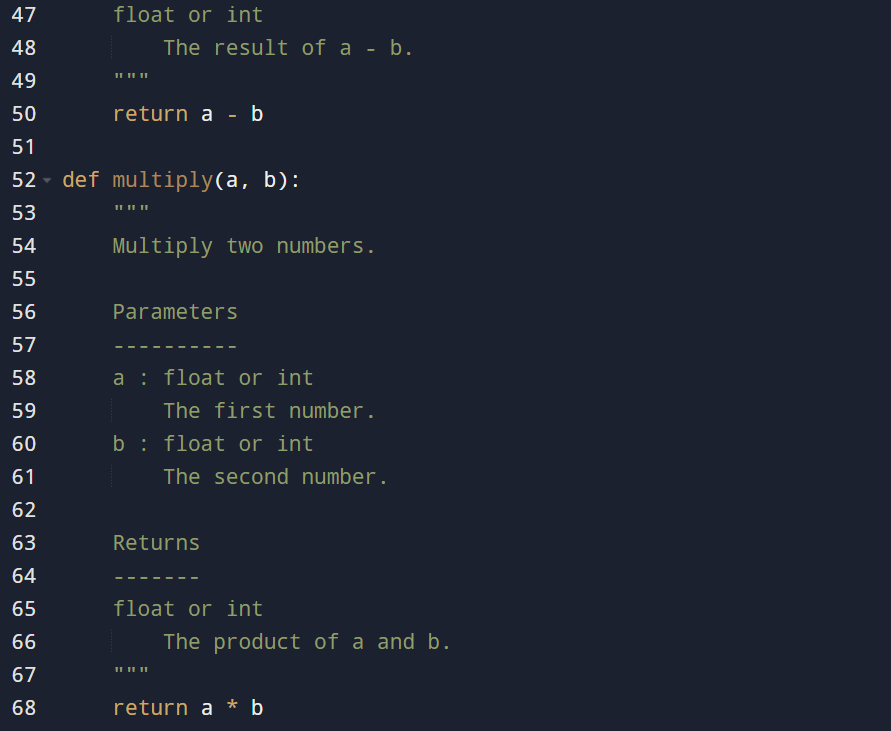 47      float or int
48          The result of a - b.
49      """
50      return a - b
51
52  def multiply(a, b):
53      """
54      Multiply two numbers.
55
56      Parameters
57      ----------
58      a : float or int
59          The first number.
60      b : float or int
61          The second number.
62
63      Returns
64      -------
65      float or int
66          The product of a and b.
67      """
68      return a * b